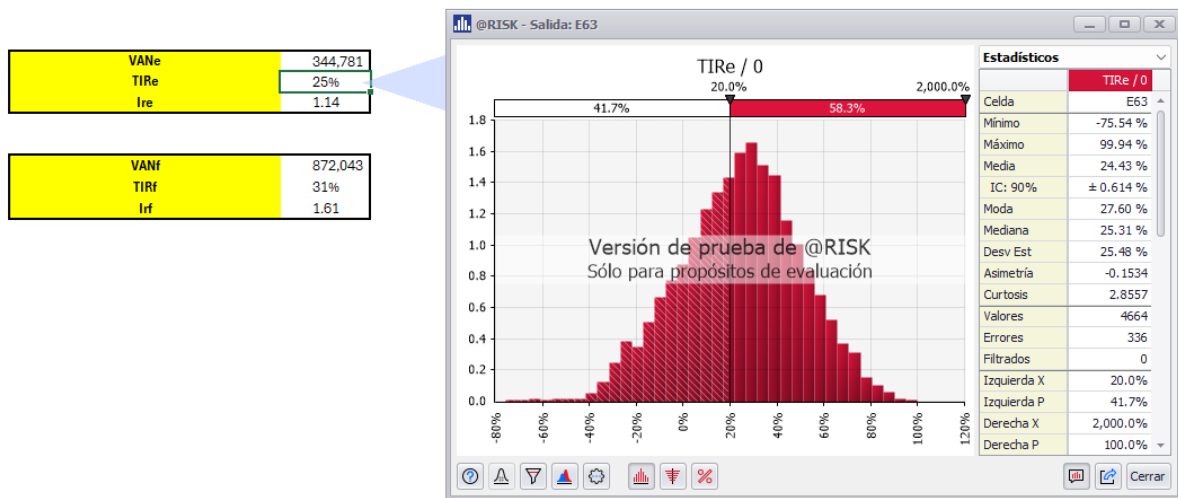 @RISK - Salida: E63
VANe 344,781
TIRe 25%
Ire 1.14
VANf 872,043
TIRf 31%
Irf 1.61
TIRe / 0
20.0% 2,000.0%
41.7% 58.3%
1.8
1.6
1.4
1.2
1.0
0.8
0.6
0.4
0.2
0.0
-80% -60% -40% -20% 0% 20% 40% 60% 80% 100% 120%
Versión de prueba de @RISK
Sólo para propósitos de evaluación
Estadísticos
TIRe / 0
Celda E63
Mínimo -75.54 %
Máximo 99.94 %
Media 24.43 %
IC: 90% ± 0.614 %
Moda 27.60 %
Mediana 25.31 %
Desv Est 25.48 %
Asimetría -0.1534
Curtosis 2.8557
Valores 4664
Errores 336
Filtrados 0
Izquierda X 20.0%
Izquierda P 41.7%
Derecha X 2,000.0%
Derecha P 100.0%
Cerrar